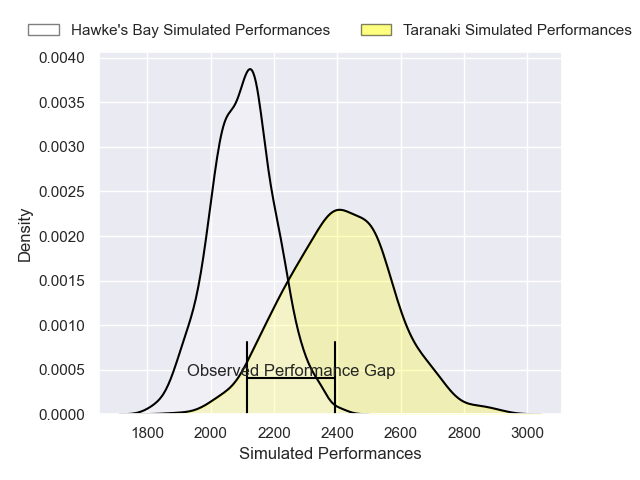 Hawke's Bay Simulated Performances Taranaki Simulated Performances
0.0040
0.0035
0.0030
0.0025
0.0020
0.0015
0.0010
0.0005
0.0000
Density
Observed Performance Gap
1800 2000 2200 2400 2600 2800 3000
Simulated Performances